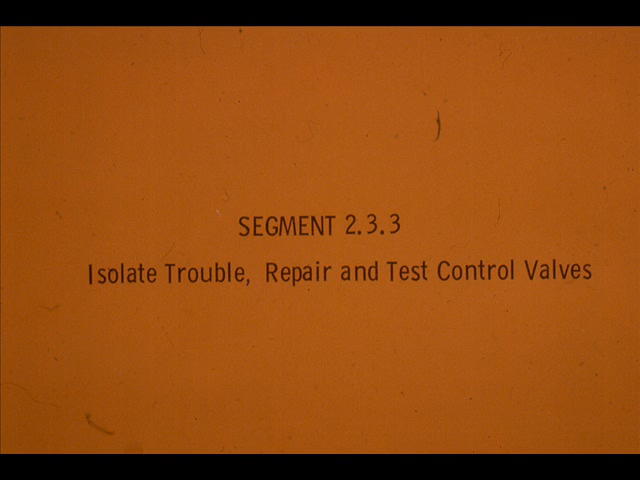 SEGMENT 2.3.3
Isolate Trouble, Repair and Test Control Valves